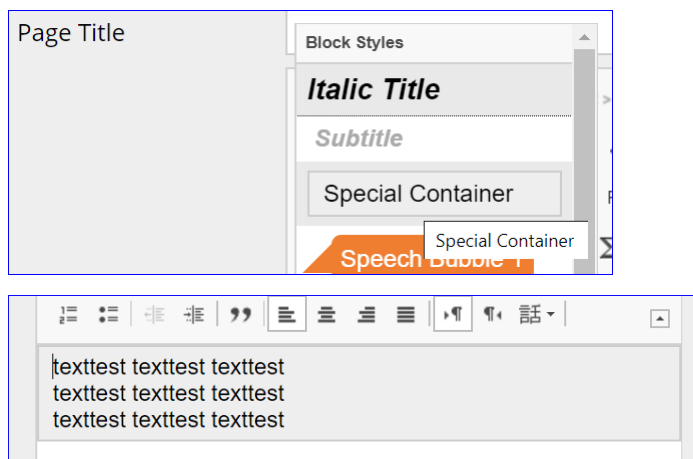 Page Title
Block Styles
Italic Title
Subtitle
Special Container
Special Container
Speech Bubble 1
話
texttest texttest texttest
texttest texttest texttest
texttest texttest texttest